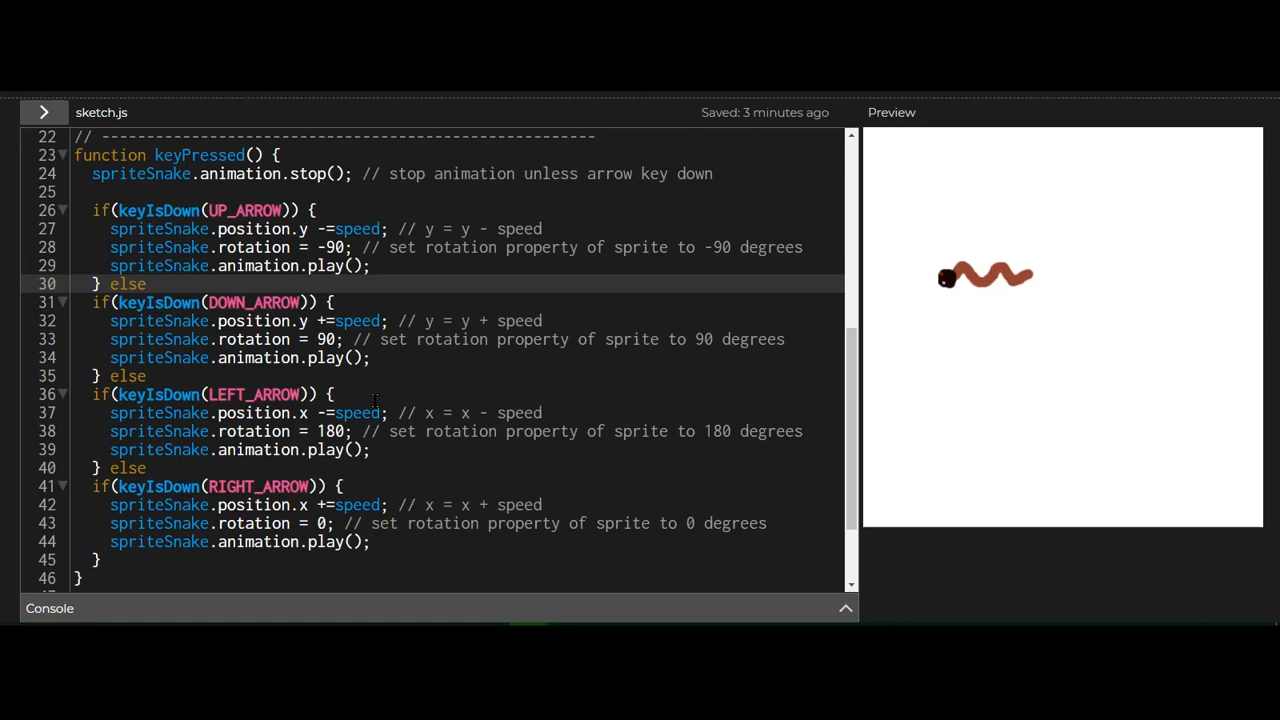 sketch.js
Saved: 3 minutes ago
Preview
22 // -------------------------------------------------------
23 function keyPressed() {
24 spriteSnake.animation.stop(); // stop animation unless arrow key down
25
26 if(keyIsDown(UP_ARROW)) {
27 spriteSnake.position.y -=speed; // y = y - speed
28 spriteSnake.rotation = -90; // set rotation property of sprite to -90 degrees
29 spriteSnake.animation.play();
30 } else
31 if(keyIsDown(DOWN_ARROW)) {
32 spriteSnake.position.y +=speed; // y = y + speed
33 spriteSnake.rotation = 90; // set rotation property of sprite to 90 degrees
34 spriteSnake.animation.play();
35 } else
36 if(keyIsDown(LEFT_ARROW)) {
37 spriteSnake.position.x -=speed; // x = x - speed
38 spriteSnake.rotation = 180; // set rotation property of sprite to 180 degrees
39 spriteSnake.animation.play();
40 } else
41 if(keyIsDown(RIGHT_ARROW)) {
42 spriteSnake.position.x +=speed; // x = x + speed
43 spriteSnake.rotation = 0; // set rotation property of sprite to 0 degrees
44 spriteSnake.animation.play();
45 }
46 }
Console